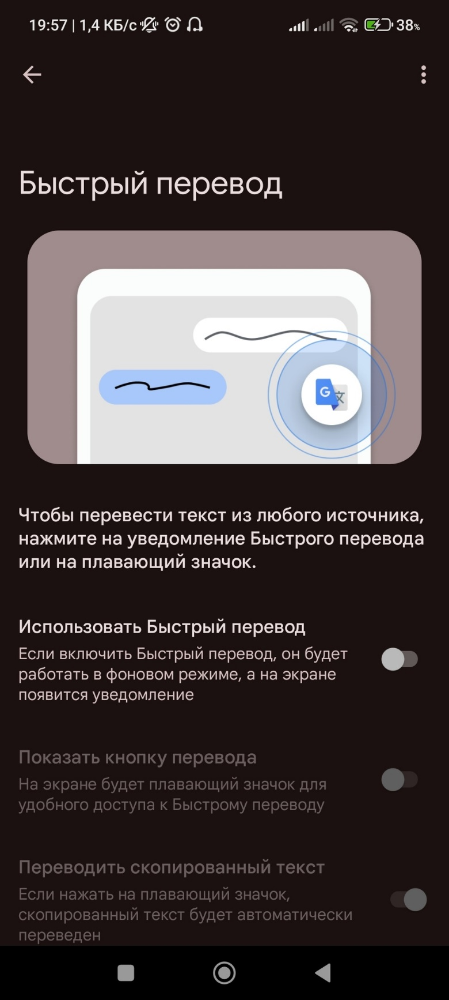 19:57 | 1,4 КБ/с 38%
Быстрый перевод
G 文
Чтобы перевести текст из любого источника,
нажмите на уведомление Быстрого перевода
или на плавающий значок.
Использовать Быстрый перевод
Если включить Быстрый перевод, он будет
работать в фоновом режиме, а на экране
появится уведомление
Показать кнопку перевода
На экране будет плавающий значок для
удобного доступа к Быстрому переводу
Переводить скопированный текст
Если нажать на плавающий значок,
скопированный текст будет автоматически
переведен